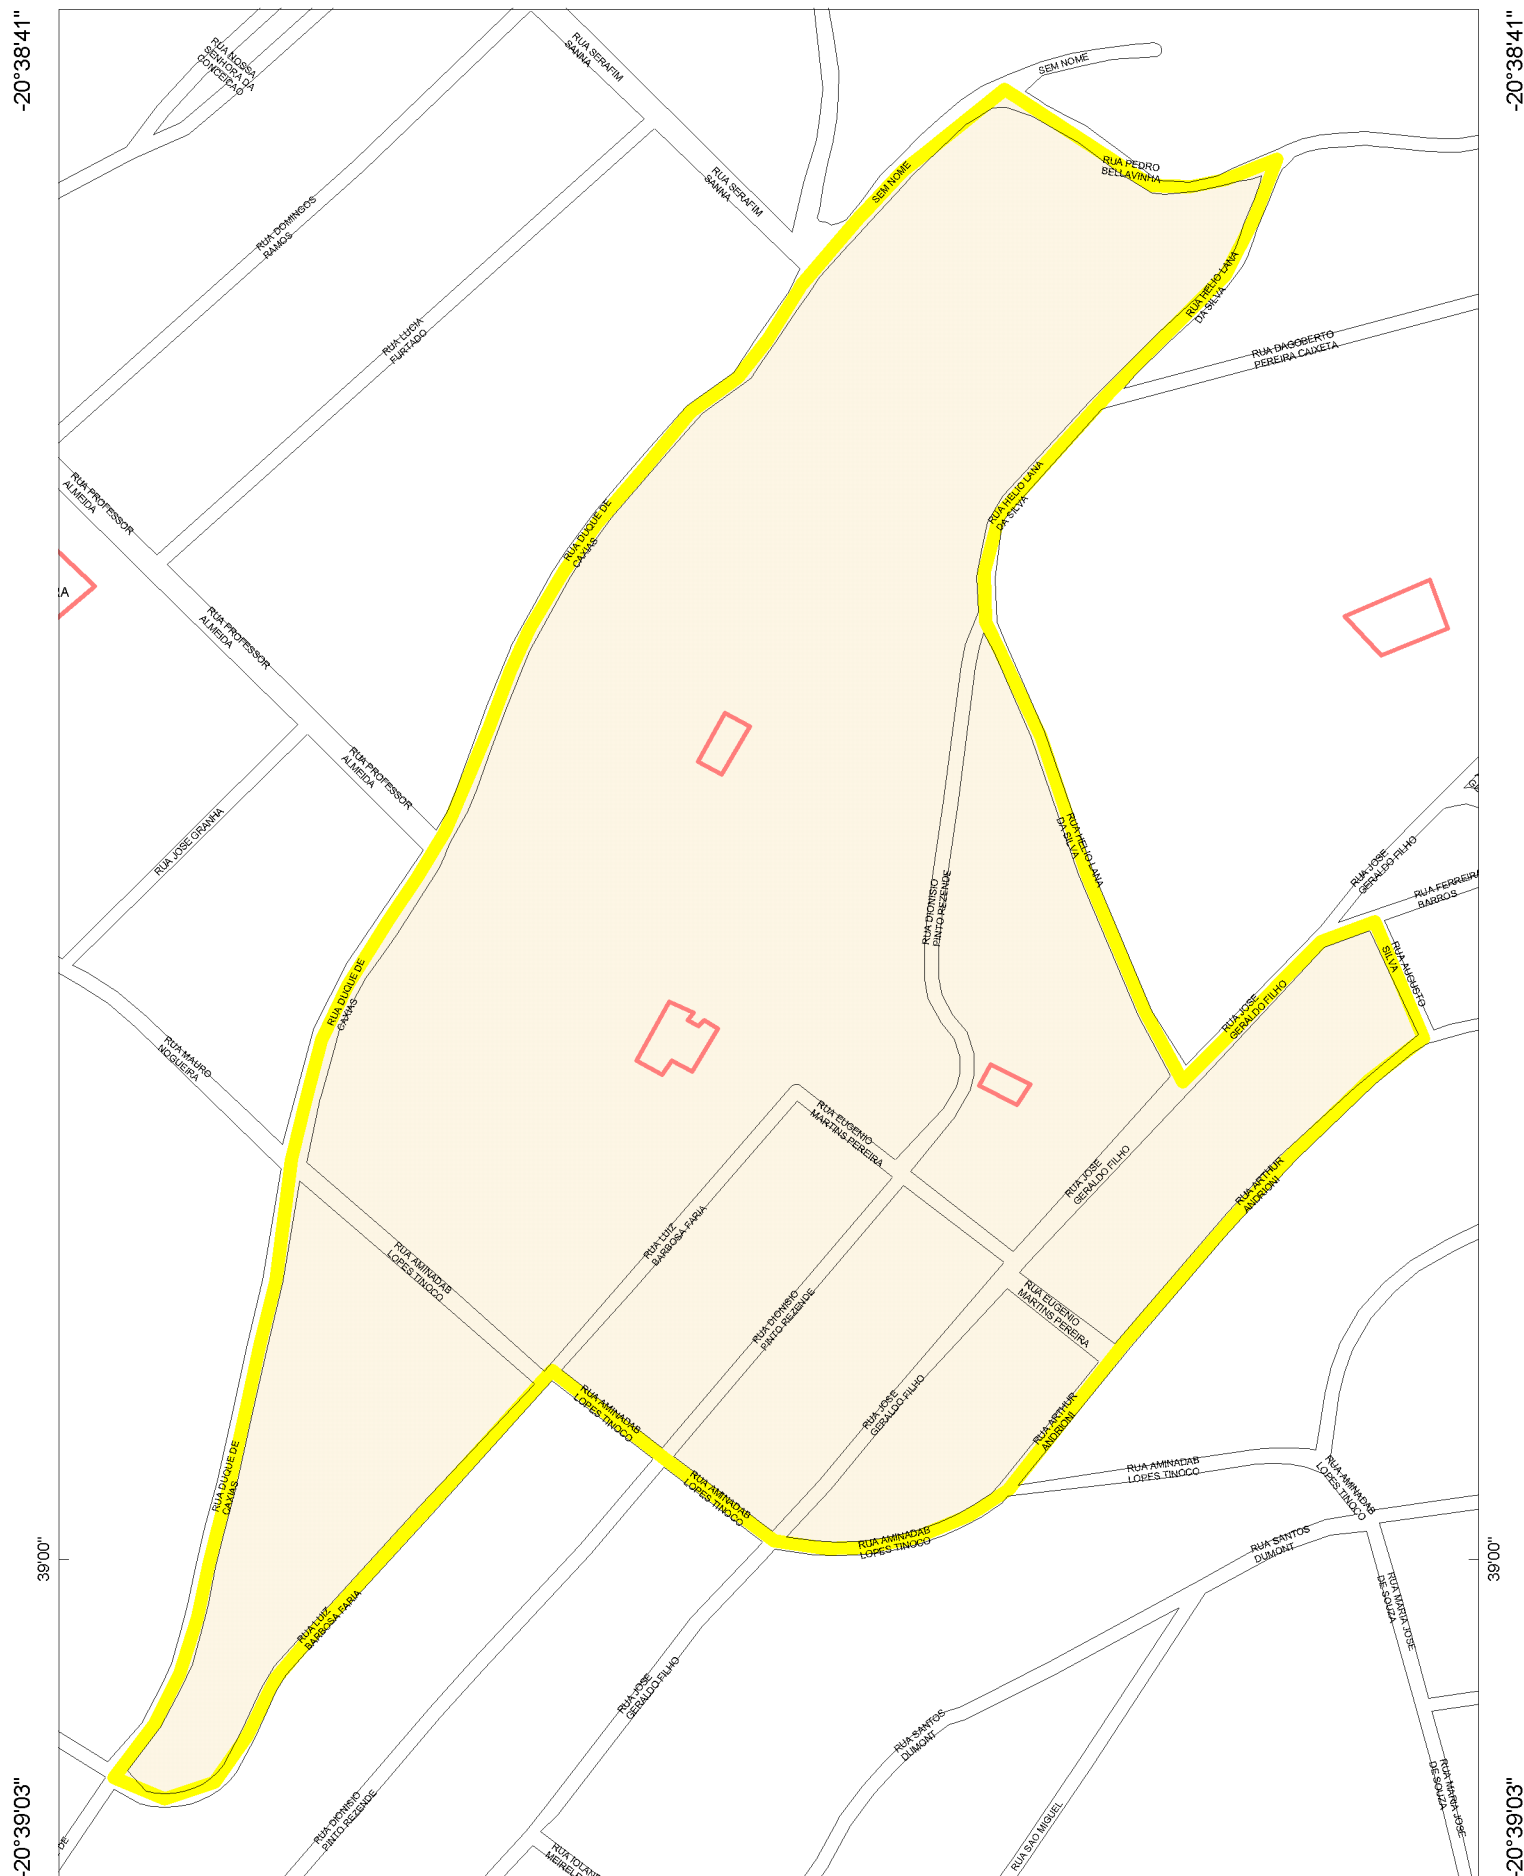 -20°38'41"
-20°38'41"
RUA NOSSA
SENHORA DA
CONCEICAO
RUA SERAFIM
SANNA
SEM NOME
RUA SERAFIM
SANNA
SEM NOME
RUA PEDRO
BELLAVINHA
RUA DOMINGOS
RAMOS
RUA HELIO LANA
DA SILVA
RUA LUCIA
FURTADO
RUA DAGOBERTO
PEREIRA CAIXETA
RUA PROFESSOR
ALMEIDA
RUA HELIO LANA
DA SILVA
RUA DUQUE DE
CAXIAS
RUA PROFESSOR
ALMEIDA
RUA PROFESSOR
ALMEIDA
RUA JOSE GRANHA
RUA HELIO LANA
DA SILVA
RUA JOSE
GERALDO FILHO
RUA FERREIRA
BARROS
RUA DIONISIO
PINTO REZENDE
RUA AUGUSTO
SILVA
RUA DUQUE DE
CAXIAS
RUA JOSE
GERALDO FILHO
RUA MAURO
NOGUEIRA
RUA EUGENIO
MARTINS PEREIRA
RUA JOSE
GERALDO FILHO
RUA ARTHUR
ANDRIONI
RUA LUIZ
BARBOSA FARIA
RUA AMINADAB
LOPES TINOCO
RUA DIONISIO
PINTO REZENDE
RUA EUGENIO
MARTINS PEREIRA
RUA JOSE
GERALDO FILHO
RUA AMINADAB
LOPES TINOCO
RUA ARTHUR
ANDRIONI
RUA DUQUE DE
CAXIAS
RUA AMINADAB
LOPES TINOCO
RUA AMINADAB
LOPES TINOCO
RUA AMINADAB
LOPES TINOCO
RUA AMINADAB
LOPES TINOCO
RUA SANTOS
DUMONT
39'00"
39'00"
RUA LUIZ
BARBOSA FARIA
RUA MARIA JOSE
DE SOUZA
RUA JOSE
GERALDO FILHO
RUA SANTOS
DUMONT
RUA MARIA JOSE
DE SOUZA
RUA DIONISIO
PINTO REZENDE
RUA SAO MIGUEL
DE
-20°39'03"
-20°39'03"